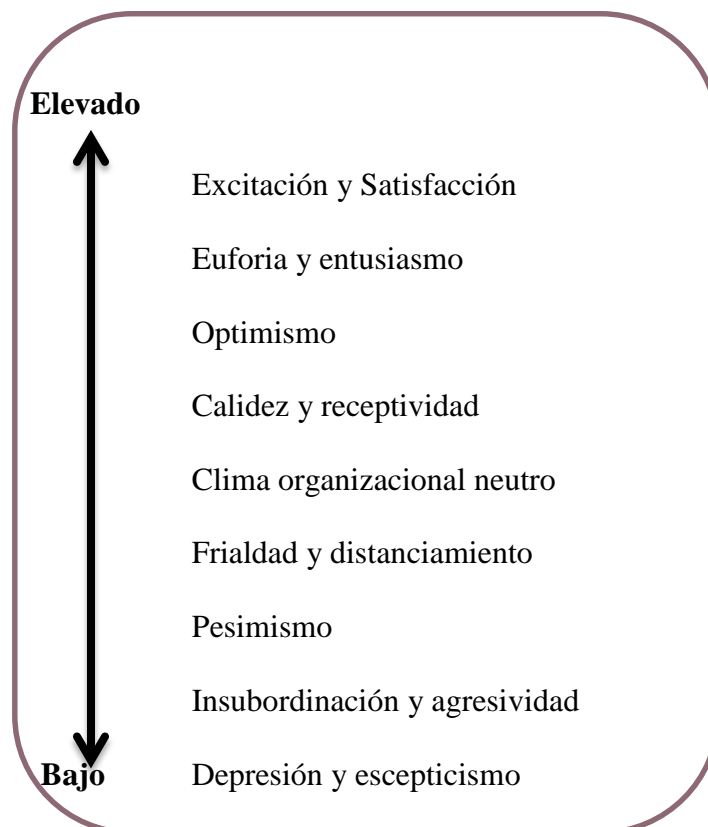 Elevado
Excitación y Satisfacción
Euforia y entusiasmo
Optimismo
Calidez y receptividad
Clima organizacional neutro
Frialdad y distanciamiento
Pesimismo
Insubordinación y agresividad
Bajo Depresión y escepticismo